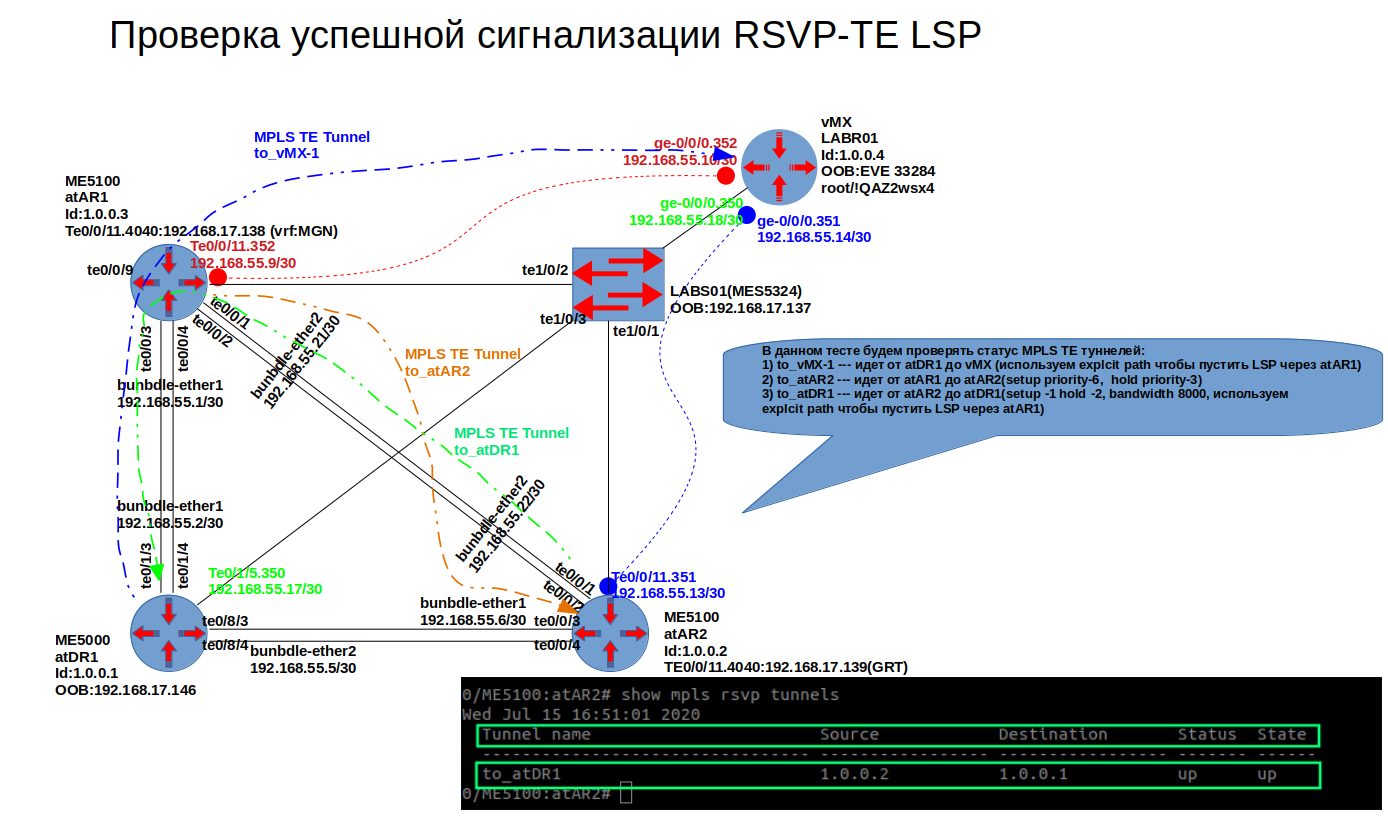 Проверка успешной сигнализации RSVP-TE LSP
MPLS TE Tunnel
to_vMX-1
ge-0/0/0.352
192.168.55.10/30
vMX
LABR01
Id:1.0.0.4
OOB:EVE 33284
root/!QAZ2wsx4
ME5100
atAR1
Id:1.0.0.3
Te0/0/11.4040:192.168.17.138 (vrf:MGN)
Te0/0/11.352
192.168.55.9/30
ge-0/0/0.350
192.168.55.18/30
ge-0/0/0.351
192.168.55.14/30
te0/0/9
te1/0/2
LABS01(MES5324)
OOB:192.168.17.137
te1/0/3
te1/0/1
te0/0/1
te0/0/2
te0/0/3
te0/0/4
bunbdle-ether2
192.168.55.21/30
MPLS TE Tunnel
to_atAR2
bunbdle-ether1
192.168.55.1/30
В данном тесте будем проверять статус MPLS TE туннелей:
1) to_vMX-1 --- идет от atDR1 до vMX (используем explcit path чтобы пустить LSP через atAR1)
2) to_atAR2 --- идет от atAR1 до atAR2(setup priority-6, hold priority-3)
3) to_atDR1 --- идет от atAR2 до atDR1(setup -1 hold -2, bandwidth 8000, используем
explcit path чтобы пустить LSP через atAR1)
MPLS TE Tunnel
to_atDR1
bunbdle-ether2
192.168.55.22/30
bunbdle-ether1
192.168.55.2/30
te0/1/3
te0/1/4
Te0/1/5.350
192.168.55.17/30
te0/0/1
te0/0/2
Te0/0/11.351
192.168.55.13/30
bunbdle-ether1
192.168.55.6/30
te0/8/3
te0/0/3
te0/8/4
te0/0/4
bunbdle-ether2
192.168.55.5/30
ME5000
atDR1
Id:1.0.0.1
OOB:192.168.17.146
ME5100
atAR2
Id:1.0.0.2
TE0/0/11.4040:192.168.17.139(GRT)
0/ME5100:atAR2# show mpls rsvp tunnels
Wed Jul 15 16:51:01 2020
Tunnel name Source Destination Status State
--------------------------------- ----------------- ----------------- ------- ------
to_atDR1 1.0.0.2 1.0.0.1 up up
0/ME5100:atAR2#